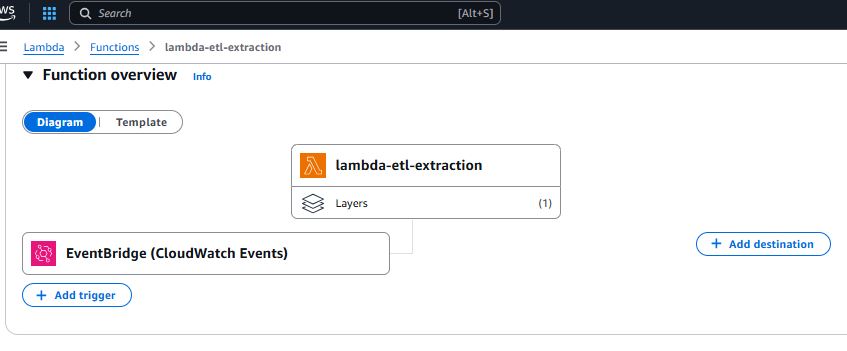 Search [Alt+S]
Lambda > Functions > lambda-etl-extraction
Function overview Info
Diagram | Template
lambda-etl-extraction
Layers (1)
EventBridge (CloudWatch Events)
+ Add destination
+ Add trigger